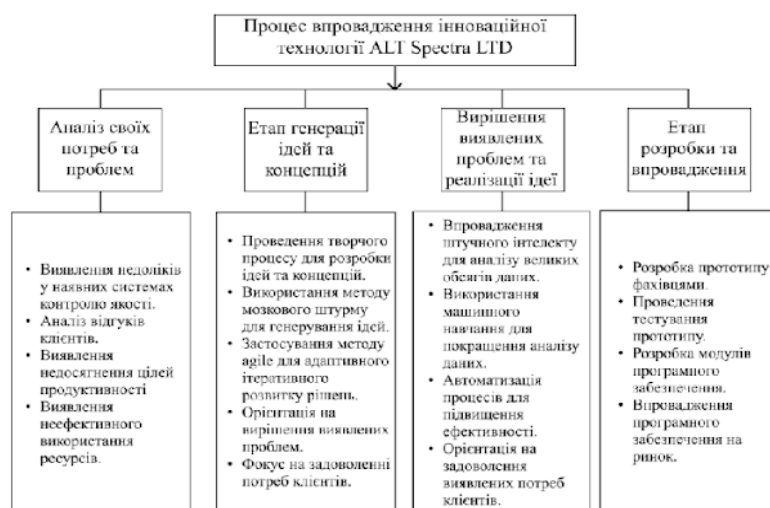 Процес впровадження інноваційної
технології ALT Spectra LTD
Аналіз своїх
потреб та
проблем
Етап генерації
ідей та
концепцій
Вирішення
виявлених
проблем та
реалізації ідеї
Етап
розробки та
впровадження
• Виявлення недоліків
у наявних системах
контролю якості.
• Аналіз відгуків
клієнтів.
• Виявлення
недосягнення цілей
продуктивності
• Виявлення
неефективного
використання
ресурсів.
• Проведення творчого
процесу для розробки
ідей та концепцій.
• Використання методу
мозкового штурму
для генерування ідей.
• Застосування методу
agile для адаптивного
ітеративного
розвитку рішень.
• Орієнтація на
вирішення виявлених
проблем.
• Фокус на задоволенні
потреб клієнтів.
• Впровадження
штучного інтелекту
для аналізу великих
обсягів даних.
• Використання
машинного
навчання для
покращення аналізу
даних.
• Автоматизація
процесів для
підвищення
ефективності.
• Орієнтація на
задоволення
виявлених потреб
клієнтів.
• Розробка прототипу
фахівцями.
• Проведення
тестування
прототипу.
• Розробка модулів
програмного
забезпечення.
• Впровадження
програмного
забезпечення на
ринок.